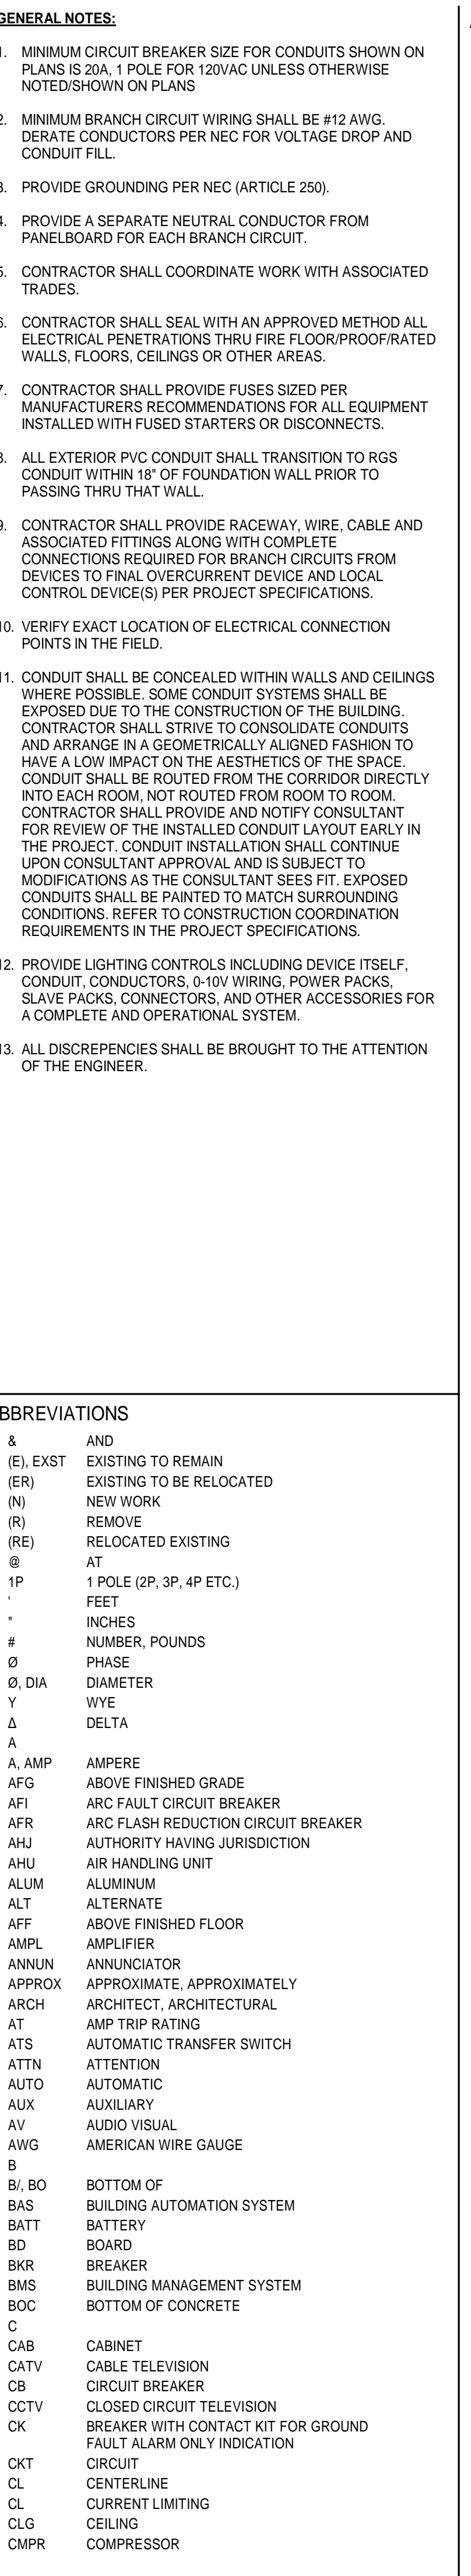 GENERAL NOTES:
1. MINIMUM CIRCUIT BREAKER SIZE FOR CONDUITS SHOWN ON
PLANS IS 20A, 1 POLE FOR 120VAC UNLESS OTHERWISE
NOTED/SHOWN ON PLANS
2. MINIMUM BRANCH CIRCUIT WIRING SHALL BE #12 AWG.
DERATE CONDUCTORS PER NEC FOR VOLTAGE DROP AND
CONDUIT FILL.
3. PROVIDE GROUNDING PER NEC (ARTICLE 250).
4. PROVIDE A SEPARATE NEUTRAL CONDUCTOR FROM
PANELBOARD FOR EACH BRANCH CIRCUIT.
5. CONTRACTOR SHALL COORDINATE WORK WITH ASSOCIATED
TRADES.
6. CONTRACTOR SHALL SEAL WITH AN APPROVED METHOD ALL
ELECTRICAL PENETRATIONS THRU FIRE FLOOR/PROOF/RATED
WALLS, FLOORS, CEILINGS OR OTHER AREAS.
7. CONTRACTOR SHALL PROVIDE FUSES SIZED PER
MANUFACTURERS RECOMMENDATIONS FOR ALL EQUIPMENT
INSTALLED WITH FUSED STARTERS OR DISCONNECTS.
8. ALL EXTERIOR PVC CONDUIT SHALL TRANSITION TO RGS
CONDUIT WITHIN 18" OF FOUNDATION WALL PRIOR TO
PASSING THRU THAT WALL.
9. CONTRACTOR SHALL PROVIDE RACEWAY, WIRE, CABLE AND
ASSOCIATED FITTINGS ALONG WITH COMPLETE
CONNECTIONS REQUIRED FOR BRANCH CIRCUITS FROM
DEVICES TO FINAL OVERCURRENT DEVICE AND LOCAL
CONTROL DEVICE(S) PER PROJECT SPECIFICATIONS.
10. VERIFY EXACT LOCATION OF ELECTRICAL CONNECTION
POINTS IN THE FIELD.
11. CONDUIT SHALL BE CONCEALED WITHIN WALLS AND CEILINGS
WHERE POSSIBLE. SOME CONDUIT SYSTEMS SHALL BE
EXPOSED DUE TO THE CONSTRUCTION OF THE BUILDING.
CONTRACTOR SHALL STRIVE TO CONSOLIDATE CONDUITS
AND ARRANGE IN A GEOMETRICALLY ALIGNED FASHION TO
HAVE A LOW IMPACT ON THE AESTHETICS OF THE SPACE.
CONDUIT SHALL BE ROUTED FROM THE CORRIDOR DIRECTLY
INTO EACH ROOM, NOT ROUTED FROM ROOM TO ROOM.
CONTRACTOR SHALL PROVIDE AND NOTIFY CONSULTANT
FOR REVIEW OF THE INSTALLED CONDUIT LAYOUT EARLY IN
THE PROJECT. CONDUIT INSTALLATION SHALL CONTINUE
UPON CONSULTANT APPROVAL AND IS SUBJECT TO
MODIFICATIONS AS THE CONSULTANT SEES FIT. EXPOSED
CONDUITS SHALL BE PAINTED TO MATCH SURROUNDING
CONDITIONS. REFER TO CONSTRUCTION COORDINATION
REQUIREMENTS IN THE PROJECT SPECIFICATIONS.
12. PROVIDE LIGHTING CONTROLS INCLUDING DEVICE ITSELF,
CONDUIT, CONDUCTORS, 0-10V WIRING, POWER PACKS,
SLAVE PACKS, CONNECTORS, AND OTHER ACCESSORIES FOR
A COMPLETE AND OPERATIONAL SYSTEM.
13. ALL DISCREPENCIES SHALL BE BROUGHT TO THE ATTENTION
OF THE ENGINEER.
BBREVIATIONS
& AND
(E), EXST EXISTING TO REMAIN
(ER) EXISTING TO BE RELOCATED
(N) NEW WORK
(R) REMOVE
(RE) RELOCATED EXISTING
@ AT
1P 1 POLE (2P, 3P, 4P ETC.)
' FEET
" INCHES
# NUMBER, POUNDS
Ø PHASE
Ø, DIA DIAMETER
Y WYE
Δ DELTA
A
A, AMP AMPERE
AFG ABOVE FINISHED GRADE
AFI ARC FAULT CIRCUIT BREAKER
AFR ARC FLASH REDUCTION CIRCUIT BREAKER
AHJ AUTHORITY HAVING JURISDICTION
AHU AIR HANDLING UNIT
ALUM ALUMINUM
ALT ALTERNATE
AFF ABOVE FINISHED FLOOR
AMPL AMPLIFIER
ANNUN ANNUNCIATOR
APPROX APPROXIMATE, APPROXIMATELY
ARCH ARCHITECT, ARCHITECTURAL
AT AMP TRIP RATING
ATS AUTOMATIC TRANSFER SWITCH
ATTN ATTENTION
AUTO AUTOMATIC
AUX AUXILIARY
AV AUDIO VISUAL
AWG AMERICAN WIRE GAUGE
B
B/, BO BOTTOM OF
BAS BUILDING AUTOMATION SYSTEM
BATT BATTERY
BD BOARD
BKR BREAKER
BMS BUILDING MANAGEMENT SYSTEM
BOC BOTTOM OF CONCRETE
C
CAB CABINET
CATV CABLE TELEVISION
CB CIRCUIT BREAKER
CCTV CLOSED CIRCUIT TELEVISION
CK BREAKER WITH CONTACT KIT FOR GROUND
FAULT ALARM ONLY INDICATION
CKT CIRCUIT
CL CENTERLINE
CL CURRENT LIMITING
CLG CEILING
CMPR COMPRESSOR